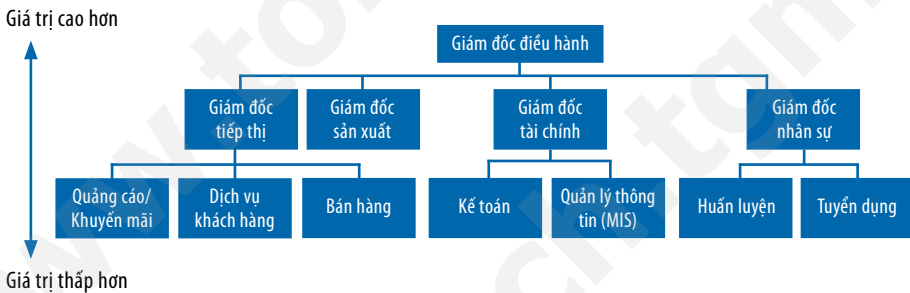 Giá trị cao hơn
Giám đốc điều hành
Giám đốc
tiếp thị
Giám đốc
sản xuất
Giám đốc
tài chính
Giám đốc
nhân sự
Quảng cáo/
Khuyến mãi
Dịch vụ
khách hàng
Bán hàng
Kế toán
Quản lý thông
tin (MIS)
Huấn luyện
Tuyển dụng
Giá trị thấp hơn